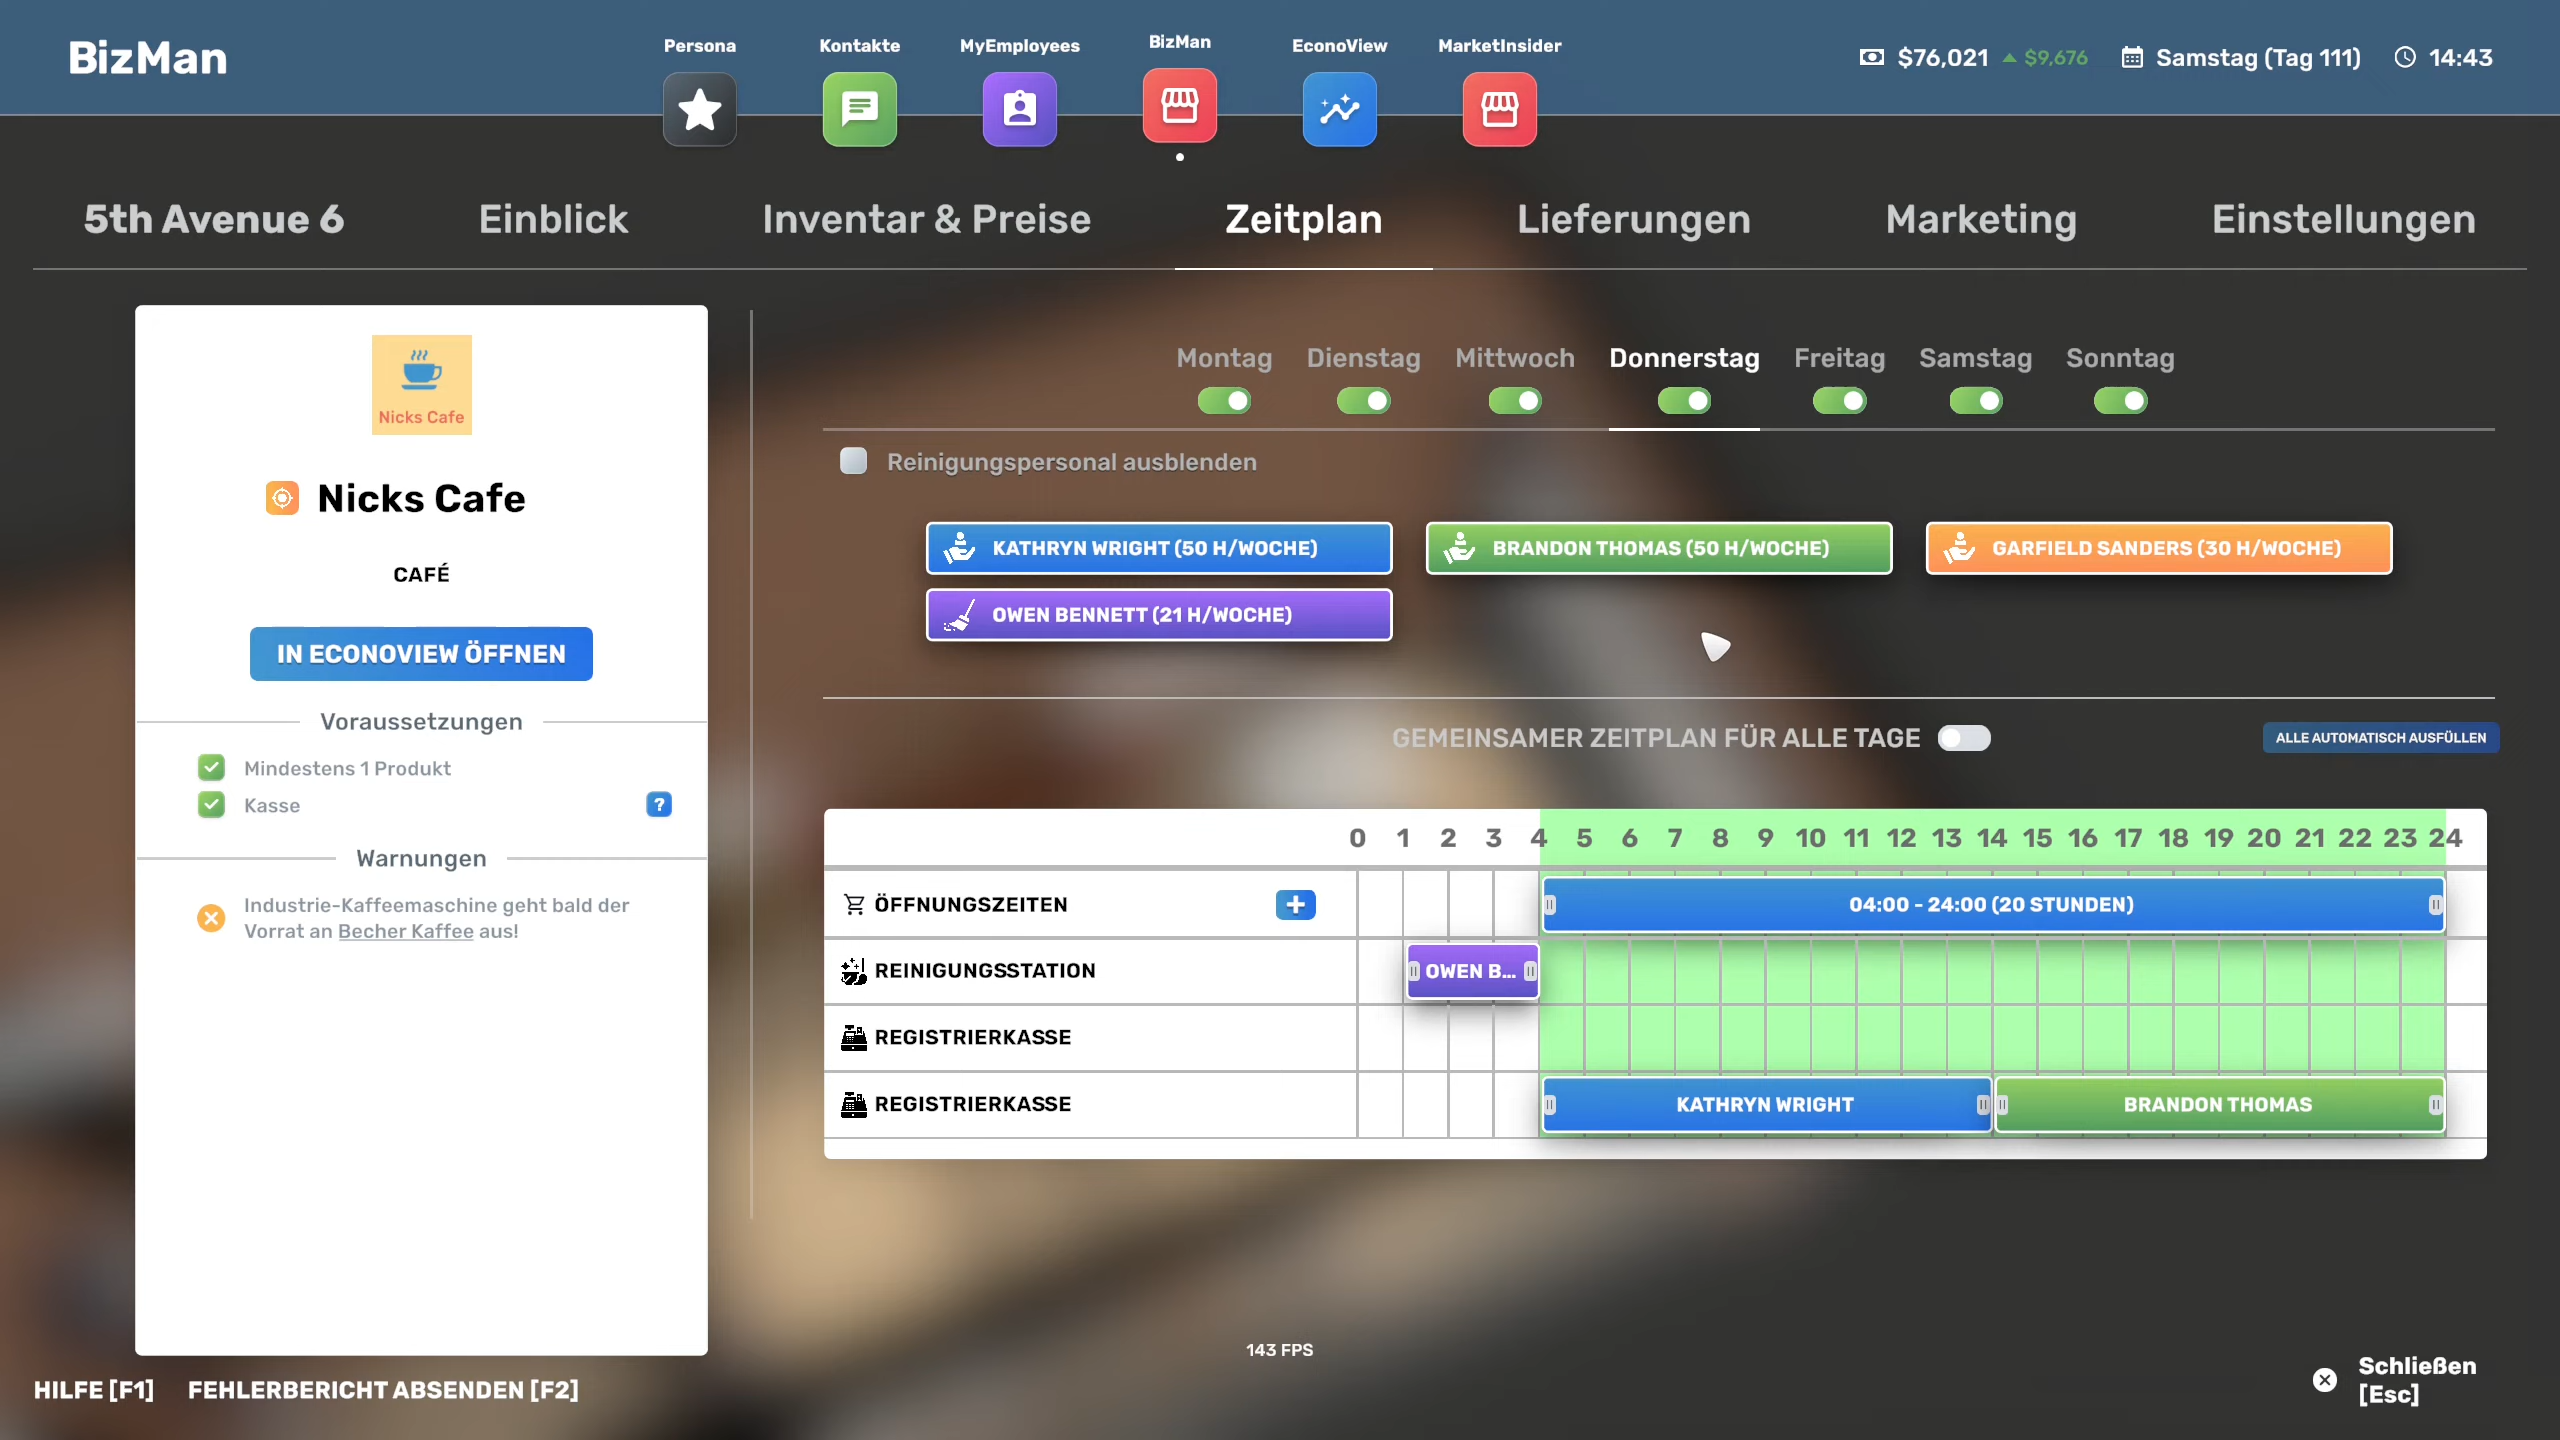 BizMan
Persona
Kontakte
MyEmployees
BizMan
EconoView
MarketInsider
$76,021
$9,676
Samstag (Tag 111)
14:43
5th Avenue 6
Einblick
Inventar & Preise
Zeitplan
Lieferungen
Marketing
Einstellungen
Nicks Cafe
Nicks Cafe
CAFÉ
IN ECONOVIEW ÖFFNEN
Voraussetzungen
Mindestens 1 Produkt
Kasse
?
Warnungen
Industrie-Kaffeemaschine geht bald der
Vorrat an Becher Kaffee aus!
Montag
Dienstag
Mittwoch
Donnerstag
Freitag
Samstag
Sonntag
Reinigungspersonal ausblenden
KATHRYN WRIGHT (50 H/WOCHE)
BRANDON THOMAS (50 H/WOCHE)
GARFIELD SANDERS (30 H/WOCHE)
OWEN BENNETT (21 H/WOCHE)
GEMEINSAMER ZEITPLAN FÜR ALLE TAGE
ALLE AUTOMATISCH AUSFÜLLEN
0 1 2 3 4 5 6 7 8 9 10 11 12 13 14 15 16 17 18 19 20 21 22 23 24
ÖFFNUNGSZEITEN
04:00 - 24:00 (20 STUNDEN)
REINIGUNGSSTATION
OWEN B...
REGISTRIERKASSE
REGISTRIERKASSE
KATHRYN WRIGHT
BRANDON THOMAS
143 FPS
HILFE [F1]
FEHLERBERICHT ABSENDEN [F2]
Schließen
[Esc]